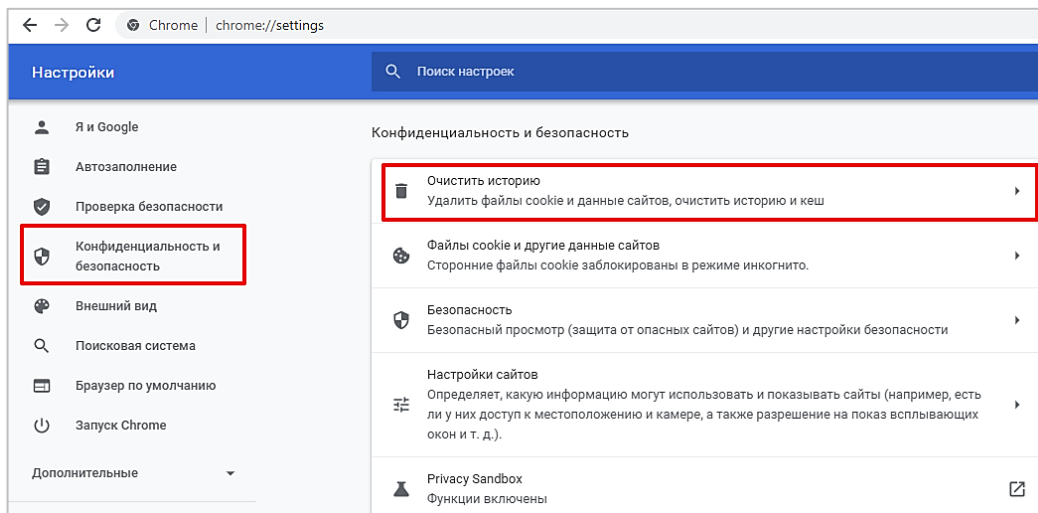 Chrome | chrome://settings
Настройки
Поиск настроек
Я и Google
Автозаполнение
Проверка безопасности
Конфиденциальность и
безопасность
Внешний вид
Поисковая система
Браузер по умолчанию
Запуск Chrome
Дополнительные
Конфиденциальность и безопасность
Очистить историю
Удалить файлы cookie и данные сайтов, очистить историю и кеш
Файлы cookie и другие данные сайтов
Сторонние файлы cookie заблокированы в режиме инкогнито.
Безопасность
Безопасный просмотр (защита от опасных сайтов) и другие настройки безопасности
Настройки сайтов
Определяет, какую информацию могут использовать и показывать сайты (например, есть
ли у них доступ к местоположению и камере, а также разрешение на показ всплывающих
окон и т. д.).
Privacy Sandbox
Функции включены